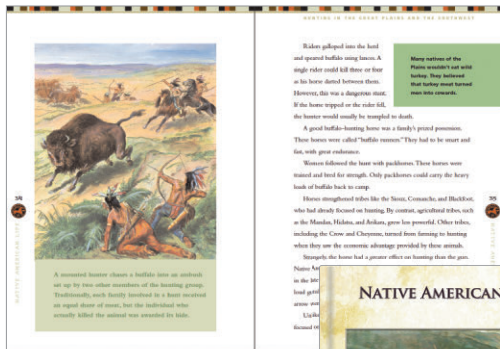 A mounted hunter chases a buffalo into an ambush
set up by two other members of the hunting group.
Traditionally, each family involved in a hunt received
an equal share of meat, but the individual who
actually killed the animal was awarded its hide.
NATIVE AMERICAN LIFE
HUNTING IN THE GREAT PLAINS AND THE SOUTHWEST
Riders galloped into the herd
and speared buffalo using lances. A
single rider could kill three or four
as his horse darted between them.
However, this was a dangerous stunt.
If the horse tripped or the rider fell,
the hunter would usually be trampled to death.
Many natives of the
Plains wouldn't eat wild
turkey. They believed
that turkey meat turned
men into cowards.
A good buffalo-hunting horse was a family's prized possession.
These horses were called "buffalo runners." They had to be smart and
fast, with great endurance.
Women followed the hunt with packhorses. These horses were
trained and bred for strength. Only packhorses could carry the heavy
loads of buffalo back to camp.
Horses strengthened tribes like the Sioux, Comanche, and Blackfoot,
who had already focused on hunting. By contrast, agricultural tribes, such
as the Mandan, Hidatsa, and Arikara, grew less powerful. Other tribes,
including the Crow and Cheyenne, turned from farming to hunting
when they saw the economic advantage provided by these animals.
Strangely, the horse had a greater effect on hunting than the gun.
Native
in the late
focused
NATIVE AMERICAN